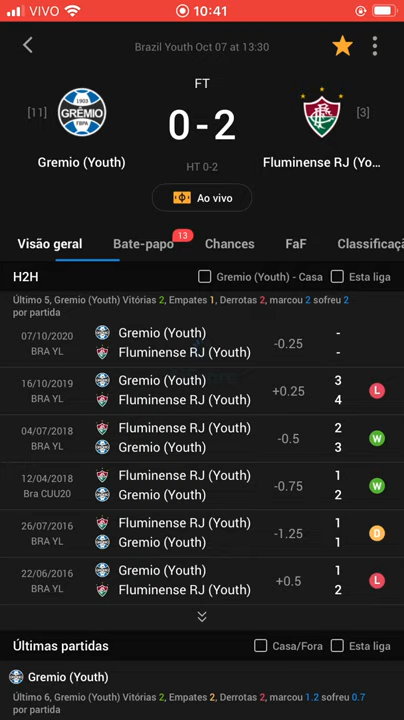 VIVO 10:41
Brazil Youth Oct 07 at 13:30
FT
[11] 1903 GRÊMIO FBPA 0-2 [3]
Gremio (Youth) HT 0-2 Fluminense RJ (Yo...
Ao vivo
13
Visão geral Bate-papo Chances FaF Classificaçã
H2H Gremio (Youth) - Casa Esta liga
Último 5, Gremio (Youth) Vitórias 2, Empates 1, Derrotas 2, marcou 2 sofreu 2
por partida
07/10/2020 Gremio (Youth) -
BRA YL Fluminense RJ (Youth) -0.25 -
16/10/2019 Gremio (Youth) 3
BRA YL Fluminense RJ (Youth) +0.25 4 L
04/07/2018 Fluminense RJ (Youth) 2
BRA YL Gremio (Youth) -0.5 3 W
12/04/2018 Fluminense RJ (Youth) 1
Bra CUU20 Gremio (Youth) -0.75 2 W
26/07/2016 Fluminense RJ (Youth) 1
BRA YL Gremio (Youth) -1.25 1 D
22/06/2016 Gremio (Youth) 1
BRA YL Fluminense RJ (Youth) +0.5 2 L
Últimas partidas Casa/Fora Esta liga
Gremio (Youth)
Último 6, Gremio (Youth) Vitórias 2, Empates 2, Derrotas 2, marcou 1.2 sofreu 0.7
por partida